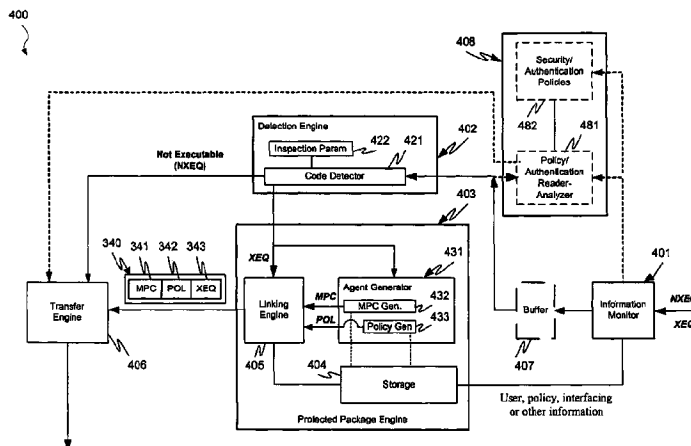 400
408
Security/
Authentication
Policies
482
481
Policy/
Authentication
Reader-
Analyzer
Detection Engine
Inspection Param
422
421
402
Code Detector
Not Executable
(NXEQ)
403
340
341
342
343
MPC
POL
XEQ
XEQ
431
Agent Generator
MPC
MPC Gen.
432
POL
Policy Gen
433
Linking
Engine
405
404
Storage
Protected Package Engine
Transfer
Engine
406
401
Buffer
407
Information
Monitor
NXEQ
XEQ
User, policy, interfacing
or other information